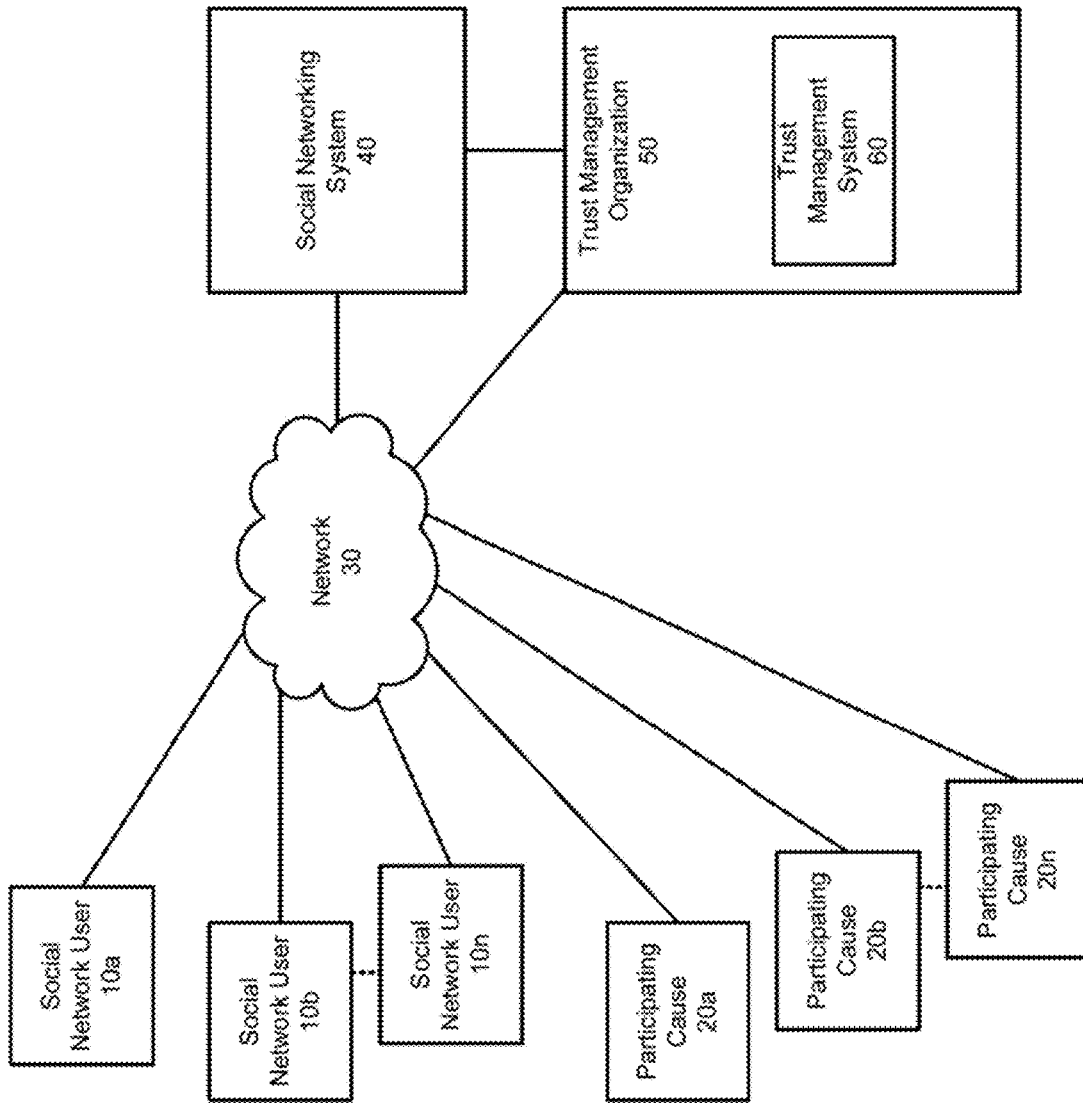 Social
Network User
10a
Social
Network User
10b
Social
Network User
10n
Participating
Cause
20a
Participating
Cause
20b
Participating
Cause
20n
Network
30
Social Networking
System
40
Trust Management
Organization
50
Trust
Management
System
60